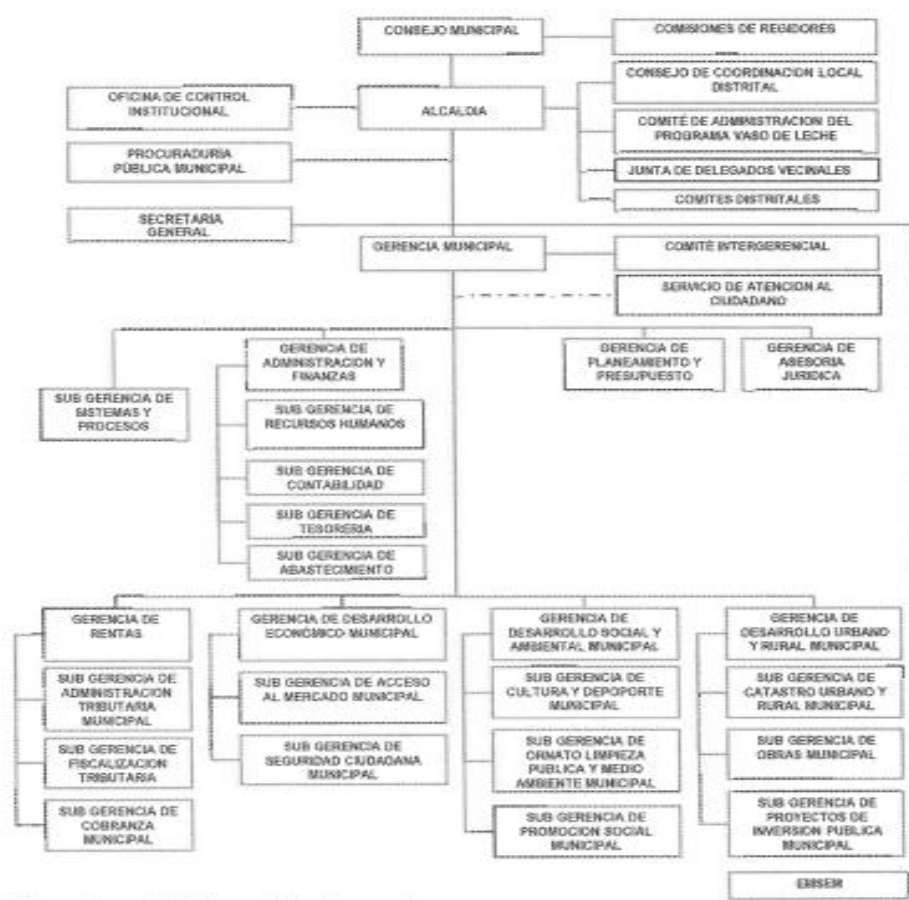 CONSEJO MUNICIPAL
COMISIONES DE REGIDORES
CONSEJO DE COORDINACION LOCAL
DISTRITAL
OFICINA DE CONTROL
INSTITUCIONAL
ALCALDIA
COMITÉ DE ADMINISTRACION DEL
PROGRAMA VASO DE LECHE
PROCURADURIA
PÚBLICA MUNICIPAL
JUNTA DE DELEGADOS VECINALES
COMITES DISTRITALES
SECRETARIA
GENERAL
GERENCIA MUNICIPAL
COMITÉ INTERGERENCIAL
SERVICIO DE ATENCION AL
CIUDADANO
GERENCIA DE
ADMINISTRACION Y
FINANZAS
GERENCIA DE
PLANEAMIENTO Y
PRESUPUESTO
GERENCIA DE
ASESORIA
JURIDICA
SUB GERENCIA DE
SISTEMAS Y
PROCESOS
SUB GERENCIA DE
RECURSOS HUMANOS
SUB GERENCIA DE
CONTABILIDAD
SUB GERENCIA DE
TESORERIA
SUB GERENCIA DE
ABASTECIMIENTO
GERENCIA DE
RENTAS
SUB GERENCIA DE
ADMINISTRACION
TRIBUTARIA
MUNICIPAL
SUB GERENCIA DE
FISCALIZACION
TRIBUTARIA
SUB GERENCIA DE
COBRANZA
MUNICIPAL
GERENCIA DE DESARROLLO
ECONÓMICO MUNICIPAL
SUB GERENCIA DE ACCESO
AL MERCADO MUNICIPAL
SUB GERENCIA DE
SEGURIDAD CIUDADANA
MUNICIPAL
GERENCIA DE
DESARROLLO SOCIAL Y
AMBIENTAL MUNICIPAL
SUB GERENCIA DE
CULTURA Y DEPOPORTE
MUNICIPAL
SUB GERENCIA DE
ORNATO LIMPIEZA
PUBLICA Y MEDIO
AMBIENTE MUNICIPAL
SUB GERENCIA DE
PROMOCION SOCIAL
MUNICIPAL
GERENCIA DE
DESARROLLO URBANO
Y RURAL MUNICIPAL
SUB GERENCIA DE
CATASTRO URBANO Y
RURAL MUNICIPAL
SUB GERENCIA DE
OBRAS MUNICIPAL
SUB GERENCIA DE
PROYECTOS DE
INVERSION PUBLICA
MUNICIPAL
EMSEM